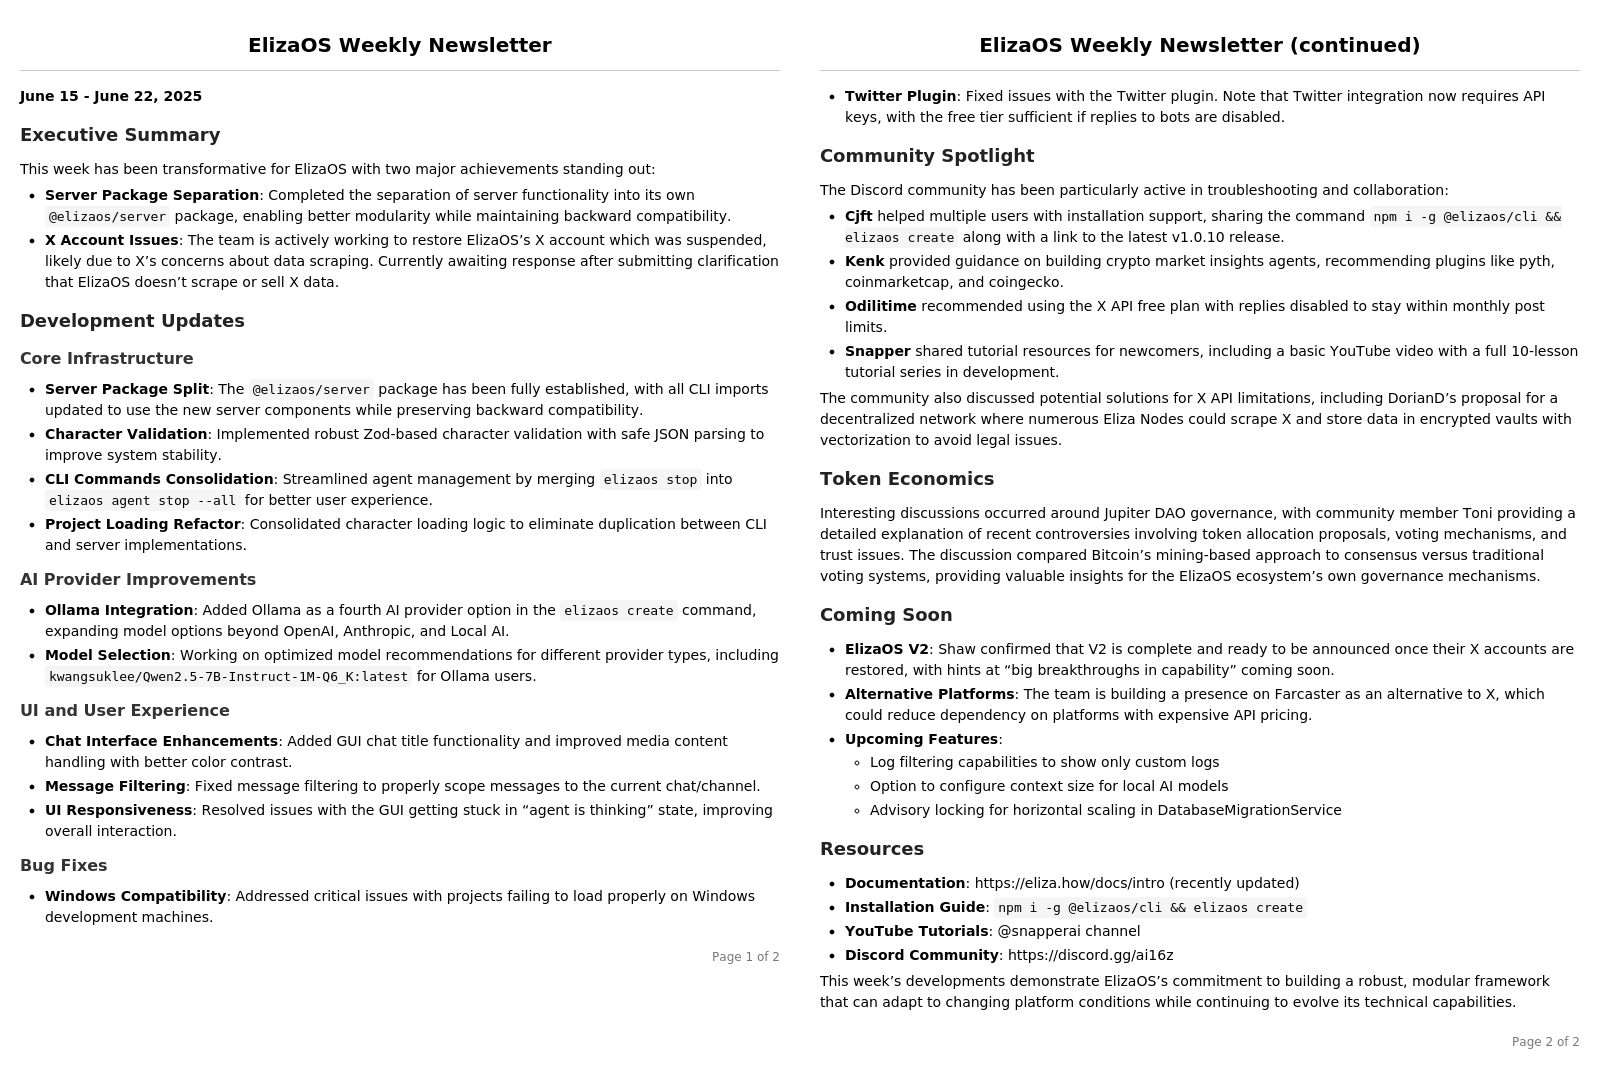 ElizaOS Weekly Newsletter
June 15 - June 22, 2025
Executive Summary
This week has been transformative for ElizaOS with two major achievements standing out:
• Server Package Separation: Completed the separation of server functionality into its own
@elizaos/server package, enabling better modularity while maintaining backward compatibility.
• X Account Issues: The team is actively working to restore ElizaOS’s X account which was suspended,
likely due to X’s concerns about data scraping. Currently awaiting response after submitting clarification
that ElizaOS doesn’t scrape or sell X data.
Development Updates
Core Infrastructure
• Server Package Split: The @elizaos/server package has been fully established, with all CLI imports
updated to use the new server components while preserving backward compatibility.
• Character Validation: Implemented robust Zod-based character validation with safe JSON parsing to
improve system stability.
• CLI Commands Consolidation: Streamlined agent management by merging elizaos stop into
elizaos agent stop --all for better user experience.
• Project Loading Refactor: Consolidated character loading logic to eliminate duplication between CLI
and server implementations.
AI Provider Improvements
• Ollama Integration: Added Ollama as a fourth AI provider option in the elizaos create command,
expanding model options beyond OpenAI, Anthropic, and Local AI.
• Model Selection: Working on optimized model recommendations for different provider types, including
kwangsuklee/Qwen2.5-7B-Instruct-1M-Q6_K:latest for Ollama users.
UI and User Experience
• Chat Interface Enhancements: Added GUI chat title functionality and improved media content
handling with better color contrast.
• Message Filtering: Fixed message filtering to properly scope messages to the current chat/channel.
• UI Responsiveness: Resolved issues with the GUI getting stuck in “agent is thinking” state, improving
overall interaction.
Bug Fixes
• Windows Compatibility: Addressed critical issues with projects failing to load properly on Windows
development machines.
Page 1 of 2
ElizaOS Weekly Newsletter (continued)
• Twitter Plugin: Fixed issues with the Twitter plugin. Note that Twitter integration now requires API
keys, with the free tier sufficient if replies to bots are disabled.
Community Spotlight
The Discord community has been particularly active in troubleshooting and collaboration:
• Cjft helped multiple users with installation support, sharing the command npm i -g @elizaos/cli &&
elizaos create along with a link to the latest v1.0.10 release.
• Kenk provided guidance on building crypto market insights agents, recommending plugins like pyth,
coinmarketcap, and coingecko.
• Odilitime recommended using the X API free plan with replies disabled to stay within monthly post
limits.
• Snapper shared tutorial resources for newcomers, including a basic YouTube video with a full 10-lesson
tutorial series in development.
The community also discussed potential solutions for X API limitations, including DorianD’s proposal for a
decentralized network where numerous Eliza Nodes could scrape X and store data in encrypted vaults with
vectorization to avoid legal issues.
Token Economics
Interesting discussions occurred around Jupiter DAO governance, with community member Toni providing a
detailed explanation of recent controversies involving token allocation proposals, voting mechanisms, and
trust issues. The discussion compared Bitcoin’s mining-based approach to consensus versus traditional
voting systems, providing valuable insights for the ElizaOS ecosystem’s own governance mechanisms.
Coming Soon
• ElizaOS V2: Shaw confirmed that V2 is complete and ready to be announced once their X accounts are
restored, with hints at “big breakthroughs in capability” coming soon.
• Alternative Platforms: The team is building a presence on Farcaster as an alternative to X, which
could reduce dependency on platforms with expensive API pricing.
• Upcoming Features:
◦ Log filtering capabilities to show only custom logs
◦ Option to configure context size for local AI models
◦ Advisory locking for horizontal scaling in DatabaseMigrationService
Resources
• Documentation: https://eliza.how/docs/intro (recently updated)
• Installation Guide: npm i -g @elizaos/cli && elizaos create
• YouTube Tutorials: @snapperai channel
• Discord Community: https://discord.gg/ai16z
This week’s developments demonstrate ElizaOS’s commitment to building a robust, modular framework
that can adapt to changing platform conditions while continuing to evolve its technical capabilities.
Page 2 of 2